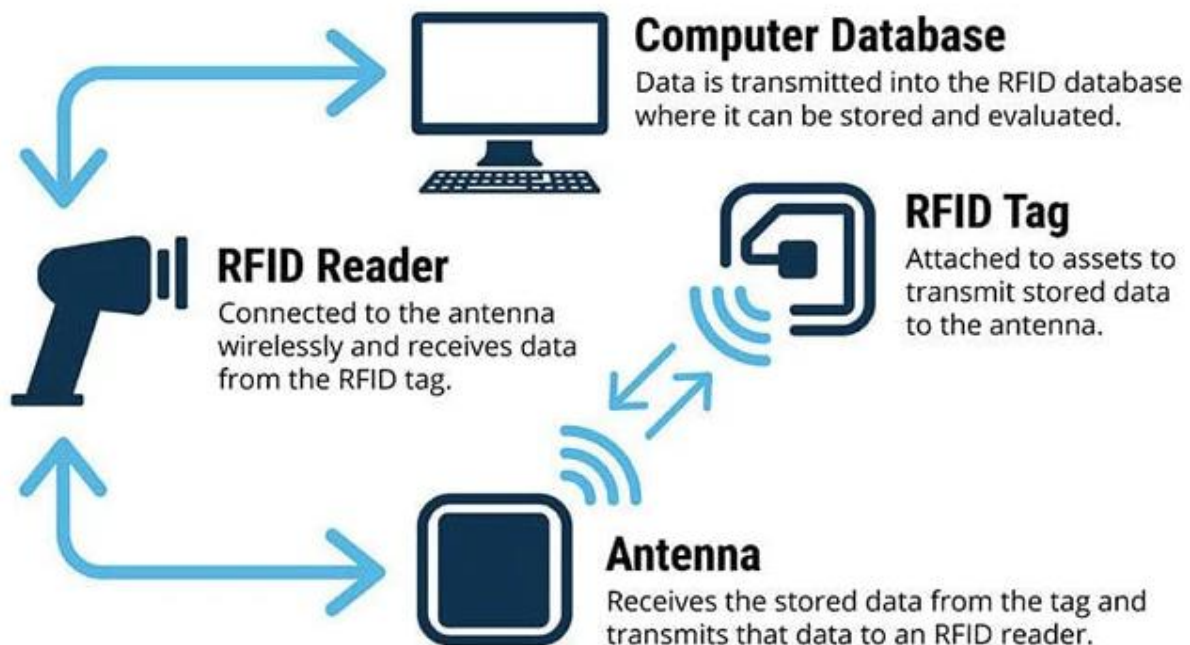 Computer Database
Data is transmitted into the RFID database
where it can be stored and evaluated.
RFID Tag
Attached to assets to
transmit stored data
to the antenna.
RFID Reader
Connected to the antenna
wirelessly and receives data
from the RFID tag.
Antenna
Receives the stored data from the tag and
transmits that data to an RFID reader.